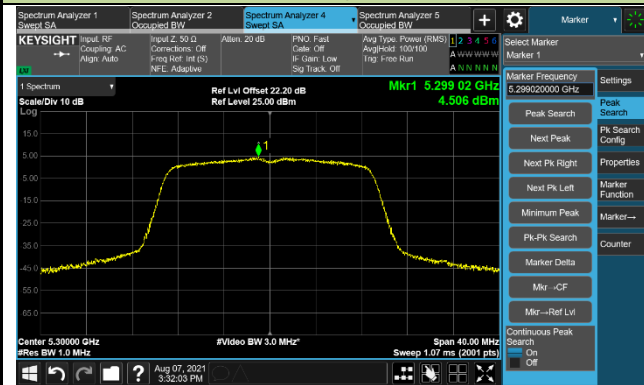 Spectrum Analyzer 1
Swept SA
Spectrum Analyzer 2
Occupied BW
Spectrum Analyzer 4
Swept SA
Spectrum Analyzer 5
Occupied BW
+
Marker
KEYSIGHT
Input: RF
Coupling: AC
Align: Auto
Input Z: 50 Ω
Corrections: Off
Freq Ref: Int (S)
NFE: Adaptive
Atten: 20 dB
PNO: Fast
Gate: Off
IF Gain: Low
Sig Track: Off
Avg Type: Power (RMS)
Avg|Hold: 100/100
Trig: Free Run
1 2 3 4 5 6
A W W W W W
A N N N N N
LXI
Select Marker
Marker 1
1 Spectrum
Scale/Div 10 dB
Log
Ref Lvl Offset 22.20 dB
Ref Level 25.00 dBm
Mkr1 5.299 02 GHz
4.506 dBm
1
15.0
5.00
-5.00
-15.0
-25.0
-35.0
-45.0
-55.0
-65.0
Center 5.30000 GHz
#Res BW 1.0 MHz
#Video BW 3.0 MHz*
Span 40.00 MHz
Sweep 1.07 ms (2001 pts)
Marker Frequency
5.299020000 GHz
Peak Search
Next Peak
Next Pk Right
Next Pk Left
Minimum Peak
Pk-Pk Search
Marker Delta
Mkr→CF
Mkr→Ref Lvl
Continuous Peak
Search
On
Off
Settings
Peak
Search
Pk Search
Config
Properties
Marker
Function
Marker→
Counter
?
Aug 07, 2021
3:32:03 PM